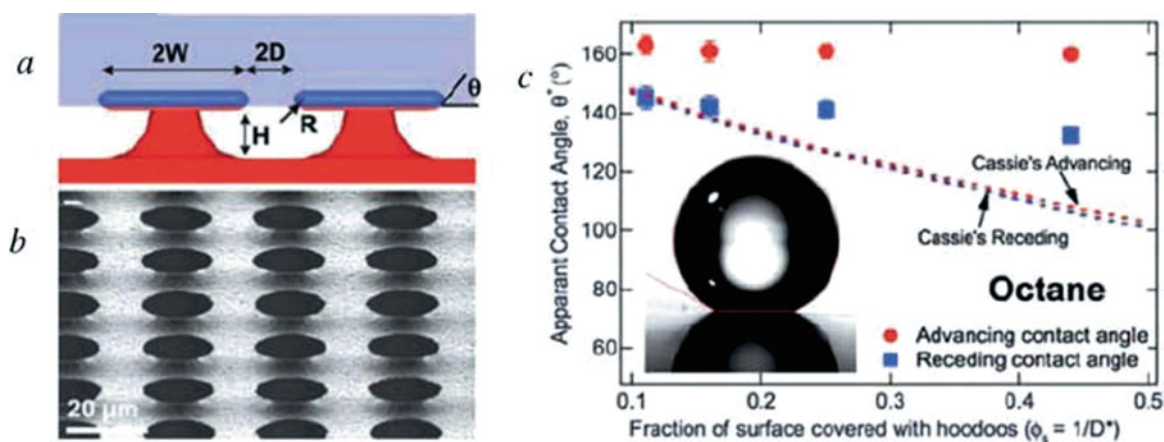 a
2W
2D
θ
R
H
b
20 µm
c
Apparant Contact Angle, θ* (°)
160
140
120
100
80
60
Cassie's Advancing
Cassie's Receding
Octane
Advancing contact angle
Receding contact angle
0.1
0.2
0.3
0.4
0.5
Fraction of surface covered with hoodoos (ϕs = 1/D*)